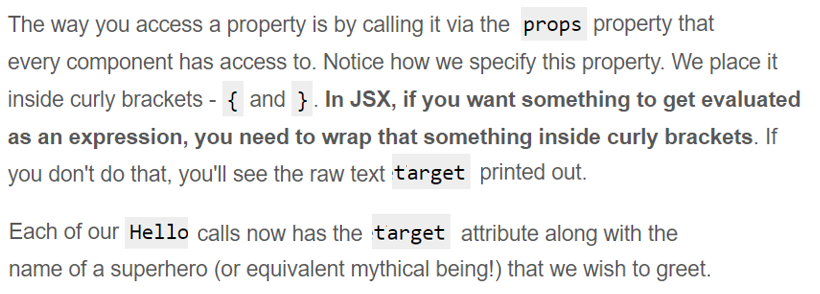 The way you access a property is by calling it via the props property that
every component has access to. Notice how we specify this property. We place it
inside curly brackets - { and }. In JSX, if you want something to get evaluated
as an expression, you need to wrap that something inside curly brackets. If
you don't do that, you'll see the raw text target printed out.
Each of our Hello calls now has the target attribute along with the
name of a superhero (or equivalent mythical being!) that we wish to greet.